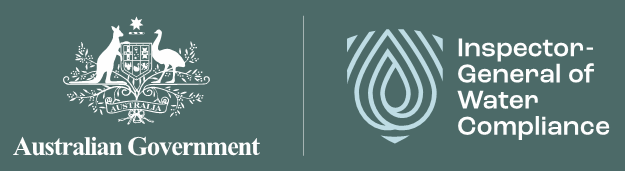 AUSTRALIA
Australian Government
Inspector-
General of
Water
Compliance